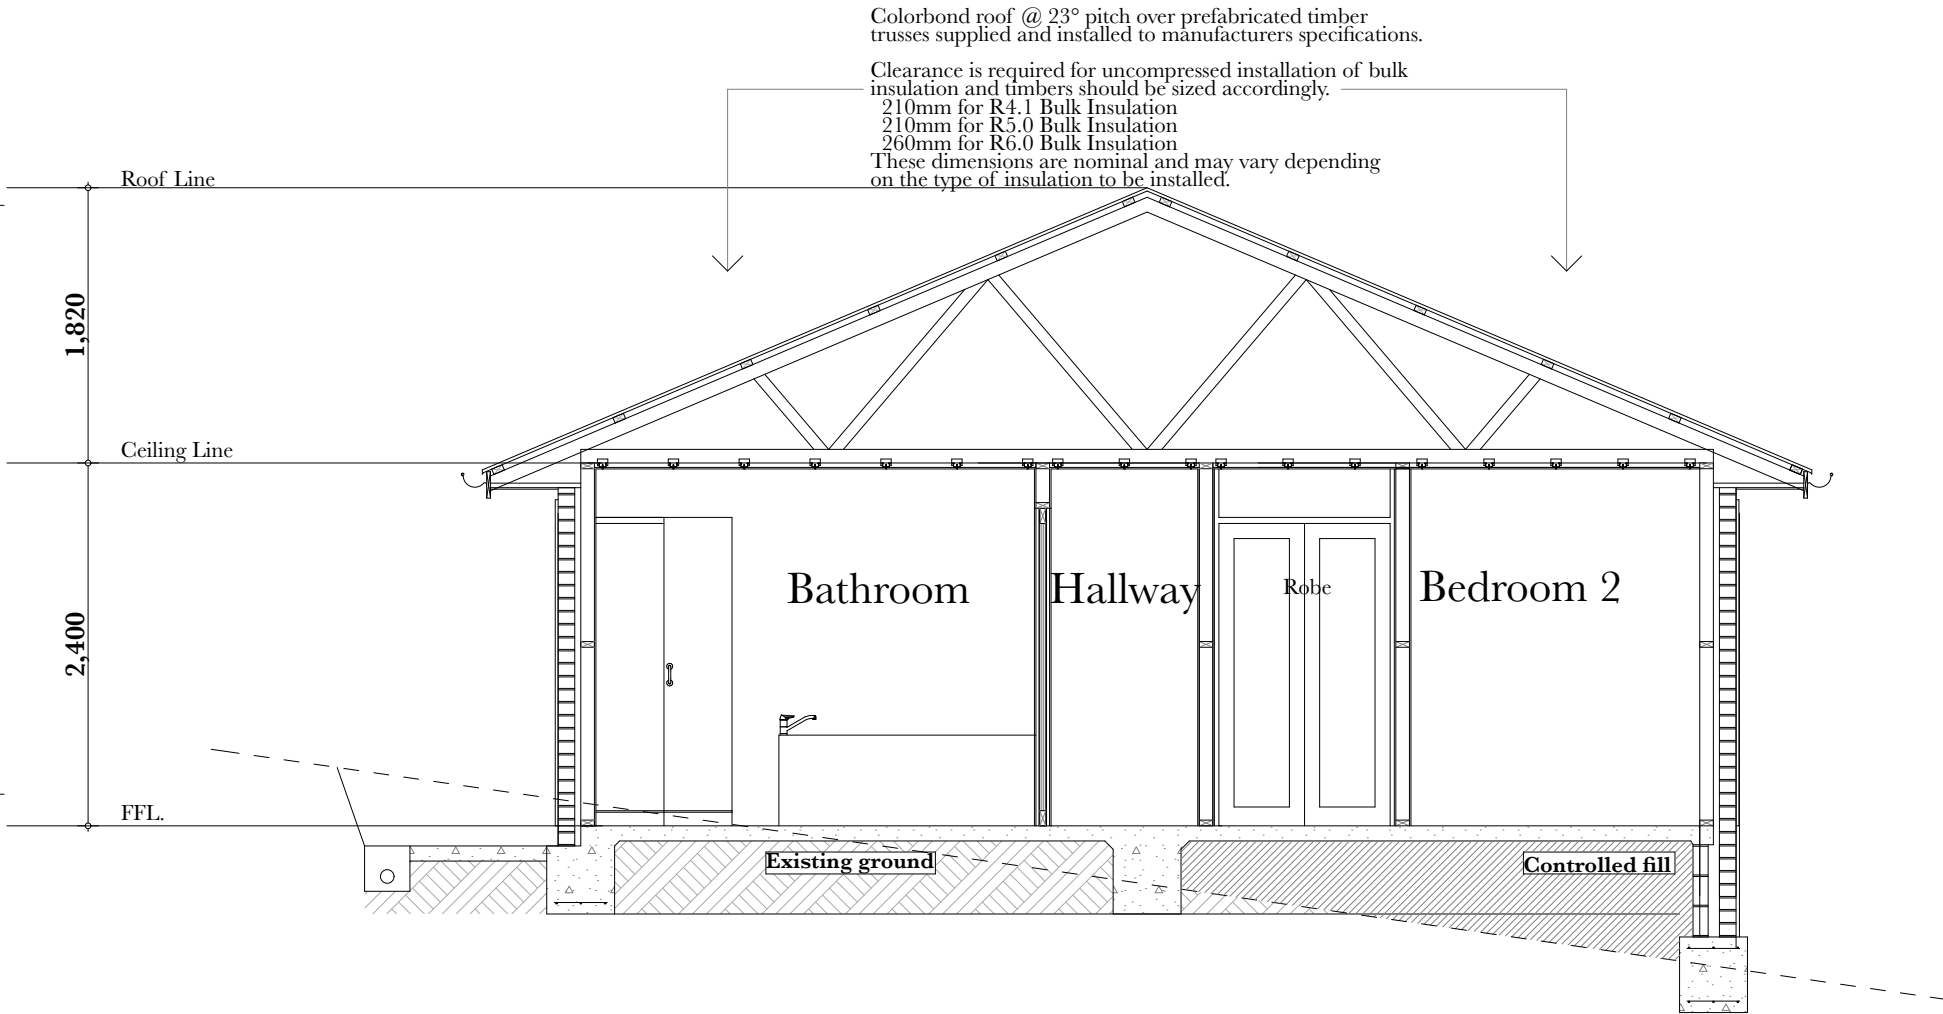 Colorbond roof @ 23° pitch over prefabricated timber
trusses supplied and installed to manufacturers specifications.
Clearance is required for uncompressed installation of bulk
insulation and timbers should be sized accordingly.
210mm for R4.1 Bulk Insulation
210mm for R5.0 Bulk Insulation
260mm for R6.0 Bulk Insulation
These dimensions are nominal and may vary depending
on the type of insulation to be installed.
Roof Line
1,820
Ceiling Line
2,400
FFL.
Bathroom
Hallway
Robe
Bedroom 2
Existing ground
Controlled fill